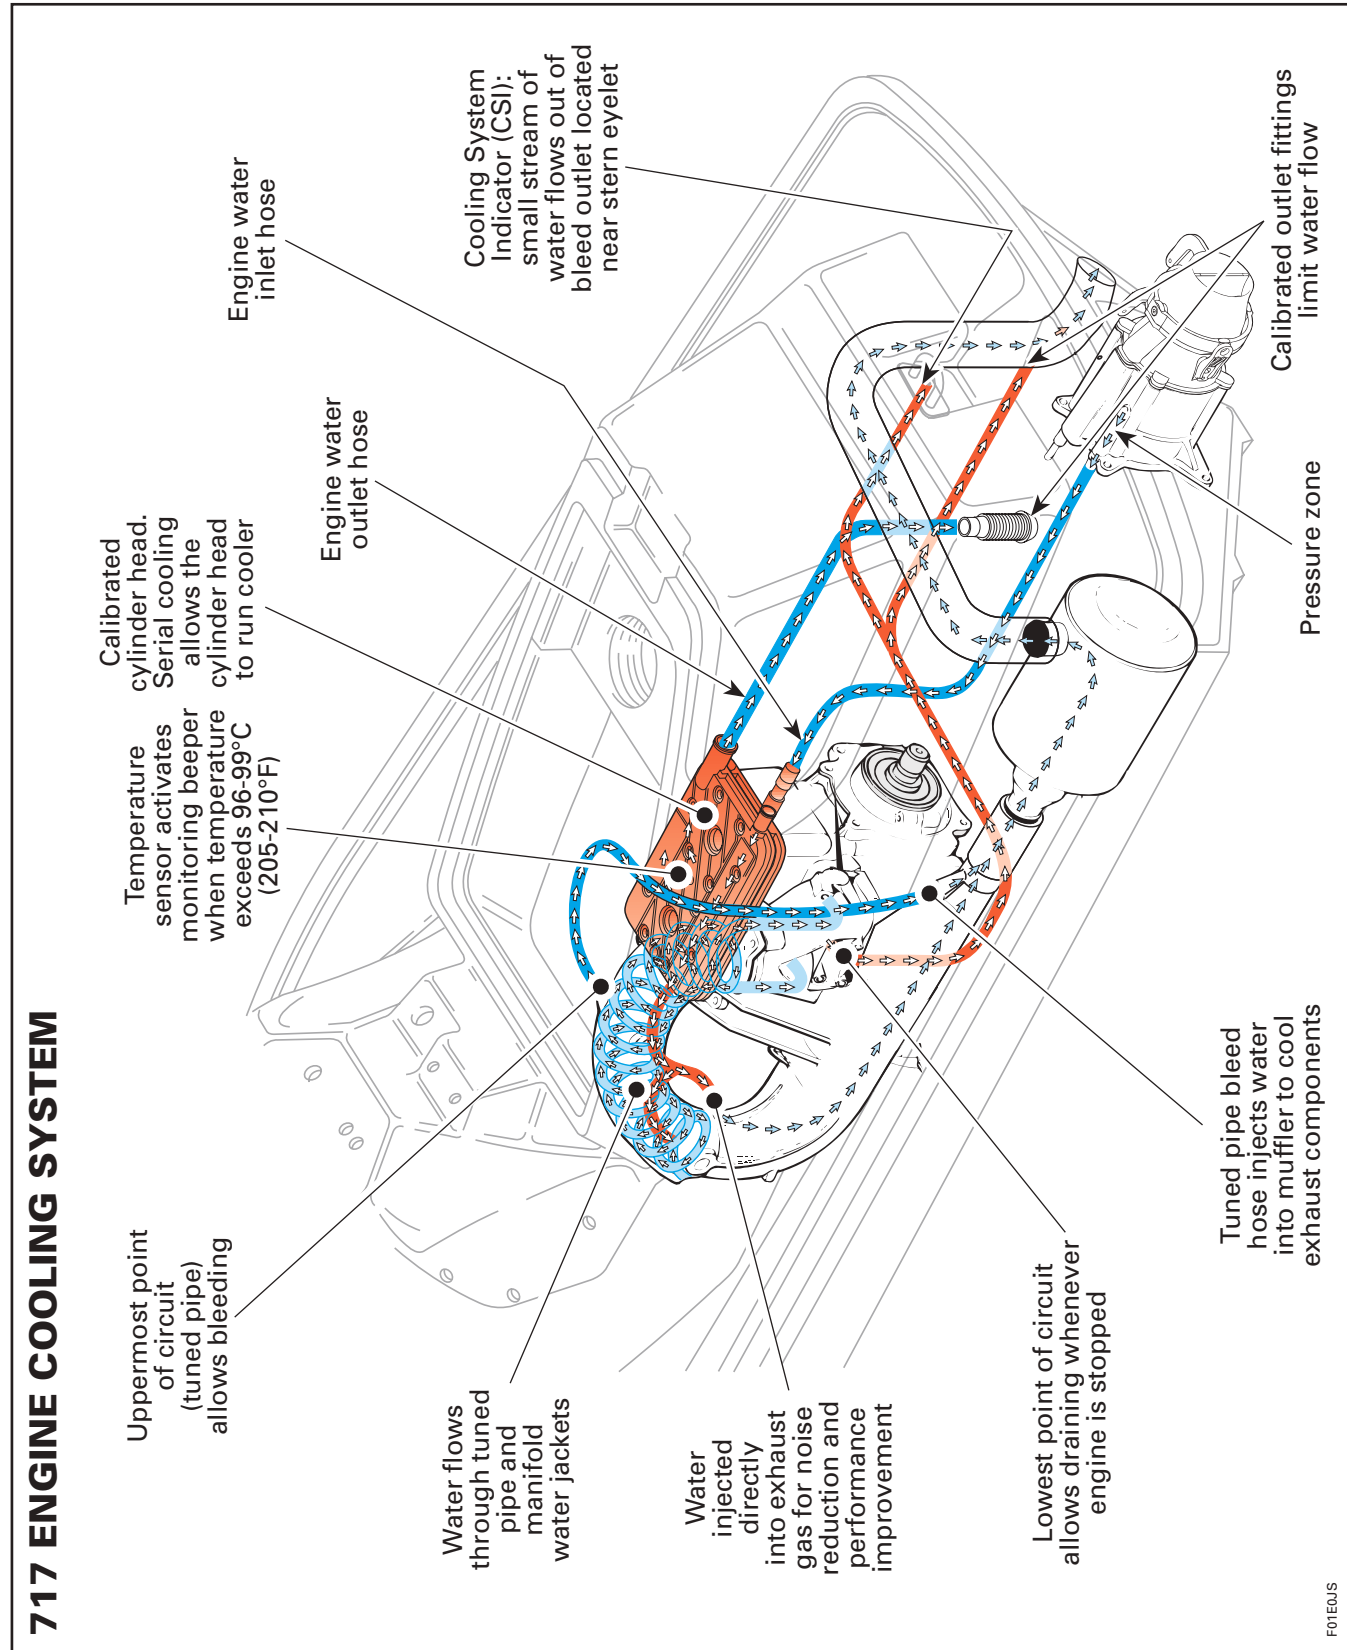 717 ENGINE COOLING SYSTEM
Uppermost point
of circuit
(tuned pipe)
allows bleeding
Temperature
sensor activates
monitoring beeper
when temperature
exceeds 96-99°C
(205-2110°F)
Calibrated
cylinder head.
Serial cooling
allows the
cylinder head
to run cooler
Engine water
outlet hose
Engine water
inlet hose
Cooling System
Indicator (CSI):
small stream of
water flows out of
bleed outlet located
near stern eyelet
Water flows
through tuned
pipe and
manifold
water jackets
Water
injected
directly
into exhaust
gas for noise
reduction and
performance
improvement
Lowest point of circuit
allows draining whenever
engine is stopped
Tuned pipe bleed
hose injects water
into muffler to cool
exhaust components
Pressure zone
Calibrated outlet fittings
limit water flow
F01E0JS